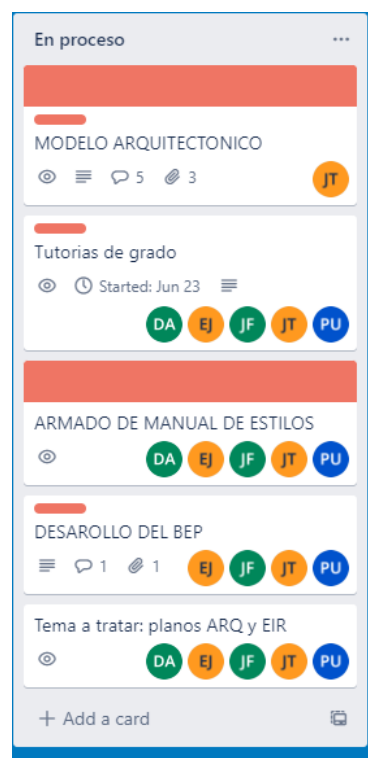 En proceso
MODELO ARQUITECTONICO
5 3
JT
Tutorias de grado
Started: Jun 23
DA EJ JF JT PU
ARMADO DE MANUAL DE ESTILOS
DA EJ JF JT PU
DESAROLLO DEL BEP
1 1 EJ JF JT PU
Tema a tratar: planos ARQ y EIR
DA EJ JF JT PU
+ Add a card